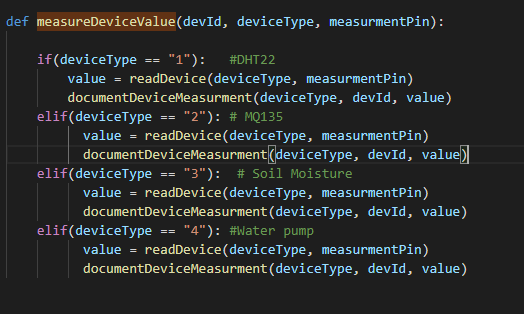 def measureDeviceValue(devId, deviceType, measurmentPin):
if(deviceType == "1"):   #DHT22
value = readDevice(deviceType, measurmentPin)
documentDeviceMeasurment(deviceType, devId, value)
elif(deviceType == "2"): # MQ135
value = readDevice(deviceType, measurmentPin)
documentDeviceMeasurment(deviceType, devId, value)
elif(deviceType == "3"):  # Soil Moisture
value = readDevice(deviceType, measurmentPin)
documentDeviceMeasurment(deviceType, devId, value)
elif(deviceType == "4"): #Water pump
value = readDevice(deviceType, measurmentPin)
documentDeviceMeasurment(deviceType, devId, value)